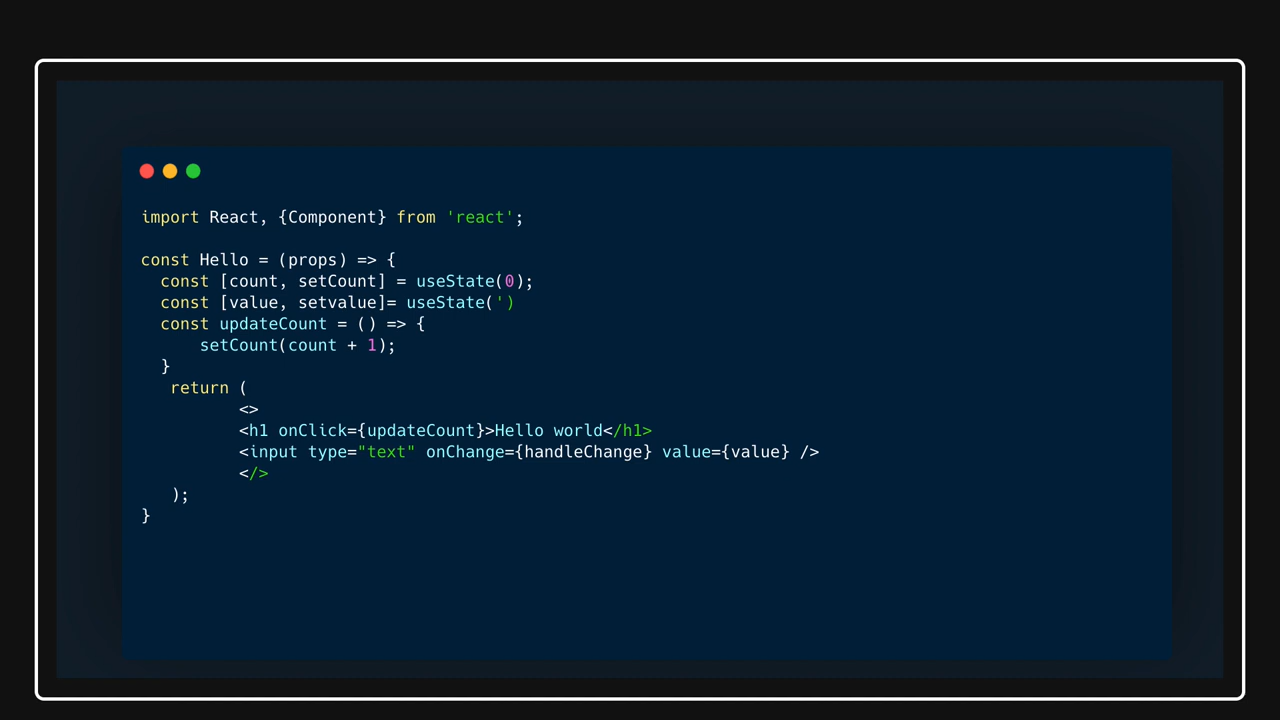 import React, {Component} from 'react';
const Hello = (props) => {
const [count, setCount] = useState(0);
const [value, setvalue]= useState(')
const updateCount = () => {
setCount(count + 1);
}
return (
<>
<h1 onClick={updateCount}>Hello world</h1>
<input type="text" onChange={handleChange} value={value} />
</>
);
}